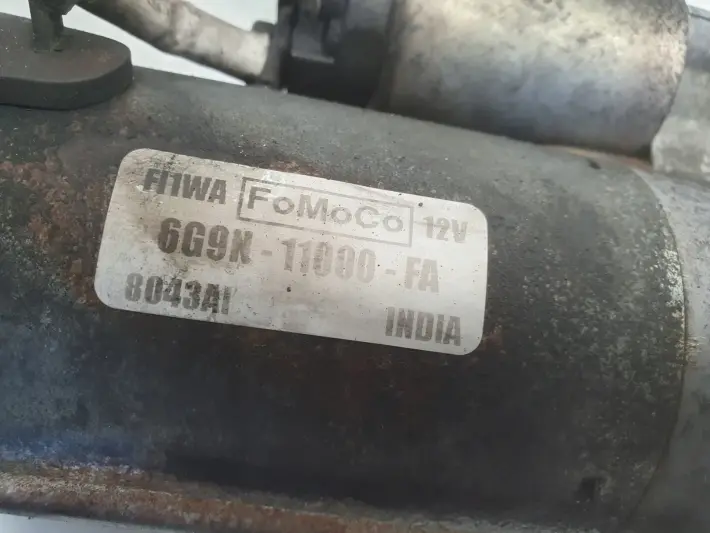 FI1WA FoMoCo 12V
6G9N - 11000 - FA
8043AI
INDIA